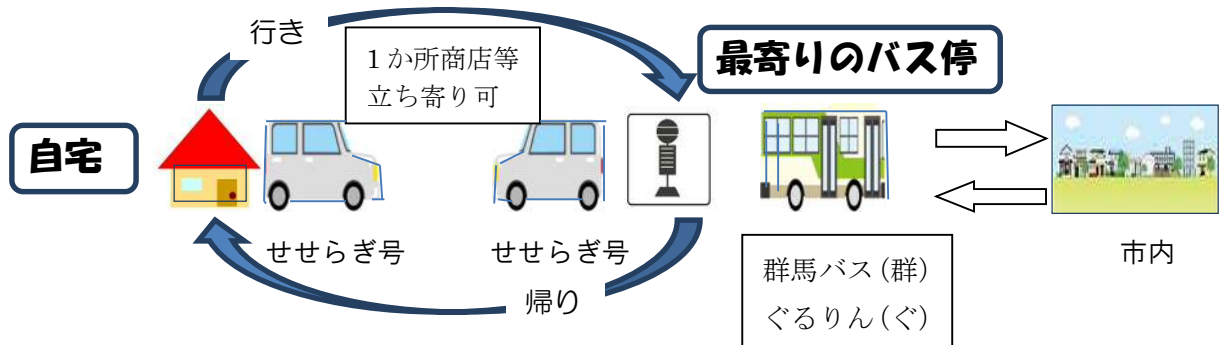 行き
１か所商店等
立ち寄り可
最寄りのバス停
自宅
せせらぎ号
せせらぎ号
市内
帰り
群馬バス(群)
ぐるりん(ぐ)